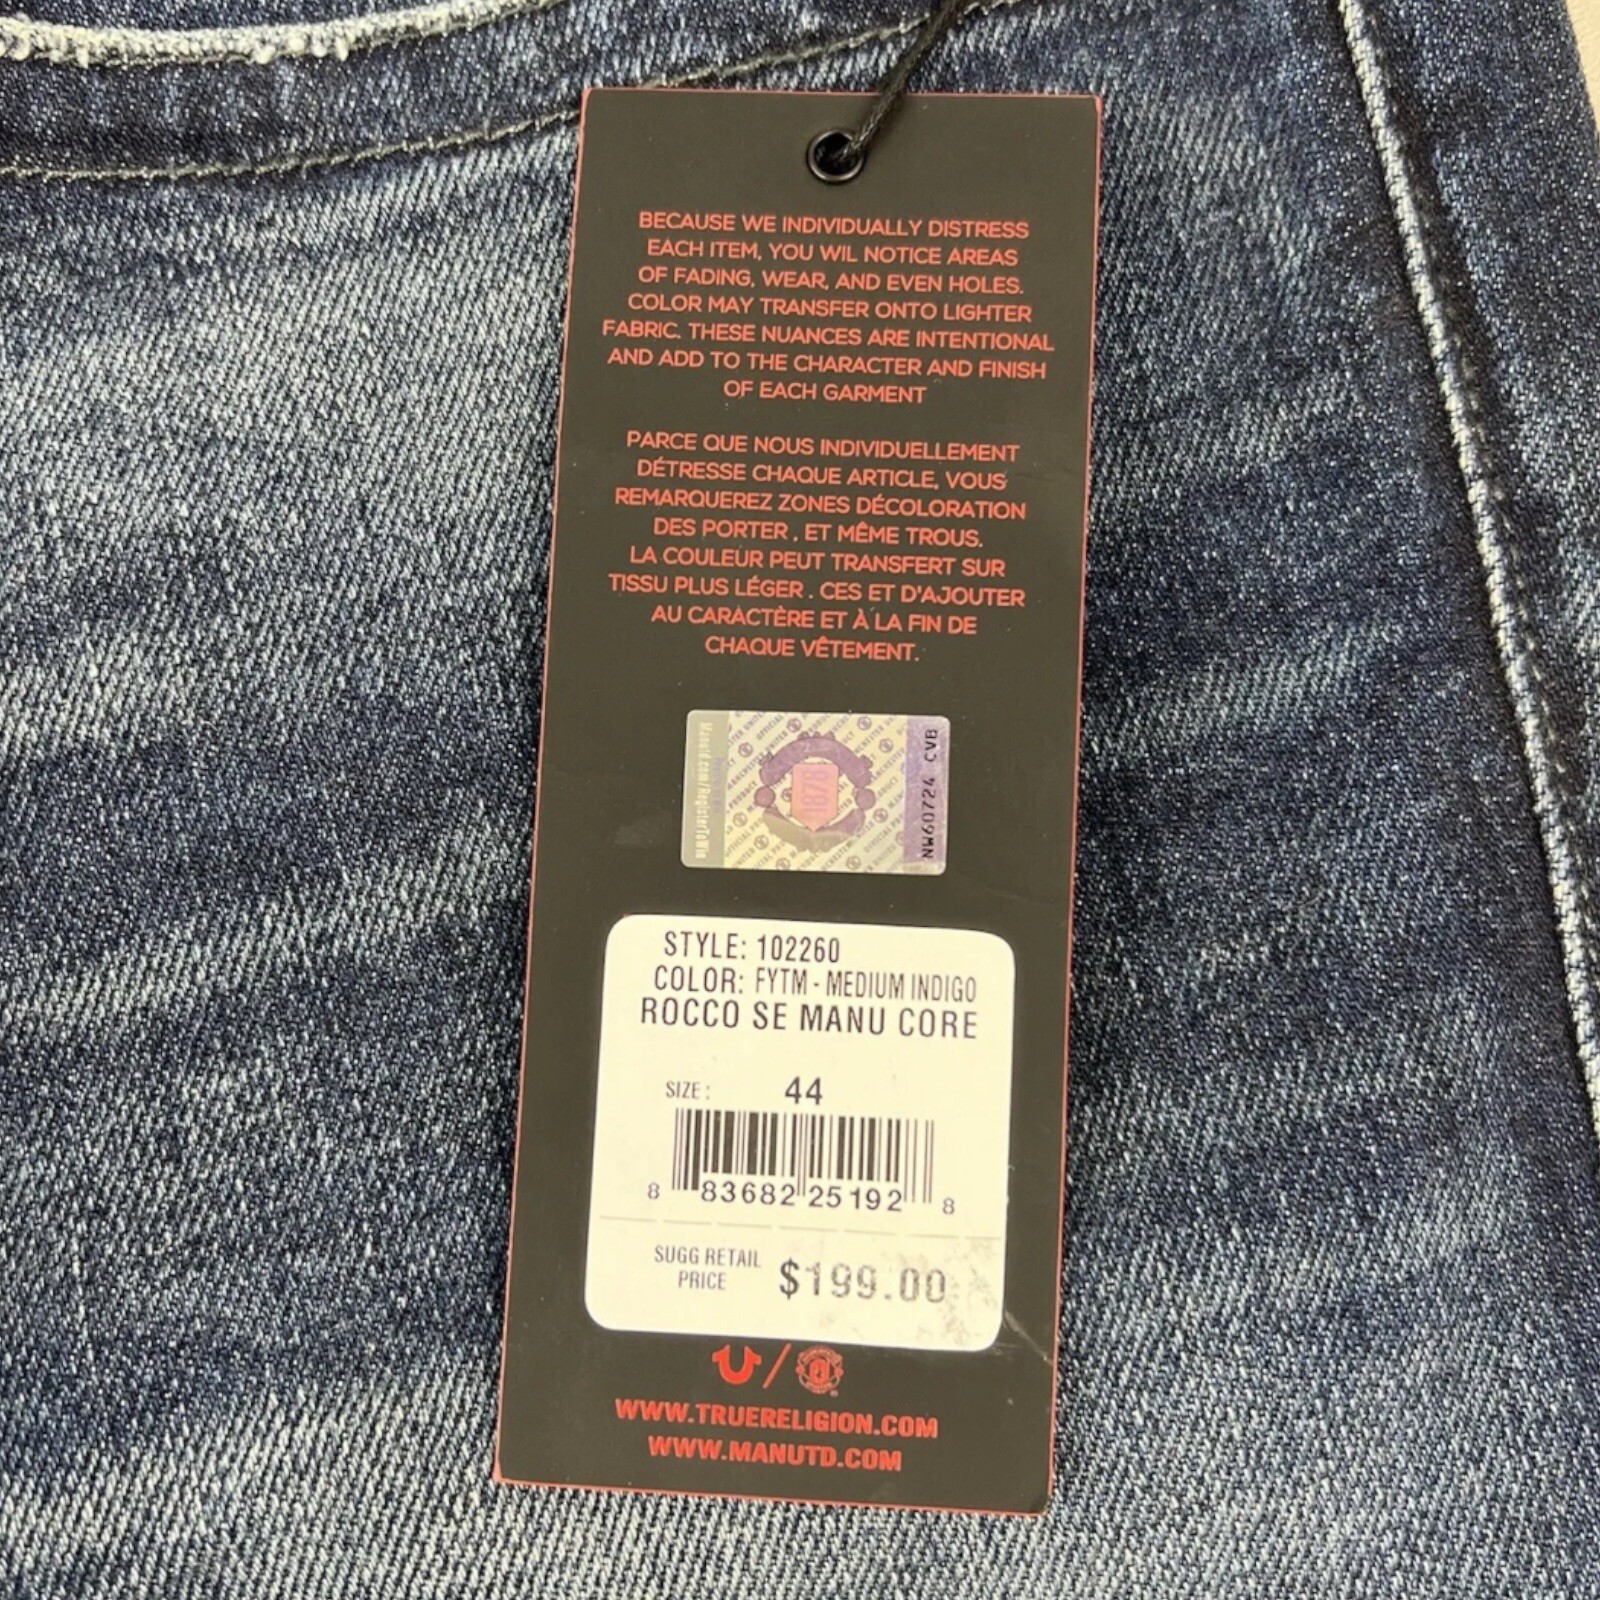 BECAUSE WE INDIVIDUALLY DISTRESS
EACH ITEM, YOU WIL NOTICE AREAS
OF FADING, WEAR, AND EVEN HOLES.
COLOR MAY TRANSFER ONTO LIGHTER
FABRIC. THESE NUANCES ARE INTENTIONAL
AND ADD TO THE CHARACTER AND FINISH
OF EACH GARMENT
PARCE QUE NOUS INDIVIDUELLEMENT
DÉTRESSE CHAQUE ARTICLE, VOUS
REMARQUEREZ ZONES DÉCOLORATION
DES PORTER , ET MÊME TROUS.
LA COULEUR PEUT TRANSFERT SUR
TISSU PLUS LÉGER . CES ET D'AJOUTER
AU CARACTÈRE ET À LA FIN DE
CHAQUE VÊTEMENT.
Manutd.com/RegisterToWin
1878
NW60724 CVB
STYLE: 102260
COLOR: FYTM - MEDIUM INDIGO
ROCCO SE MANU CORE
SIZE : 44
8 83682 25192 8
SUGG RETAIL
PRICE $199.00
WWW.TRUERELIGION.COM
WWW.MANUTD.COM